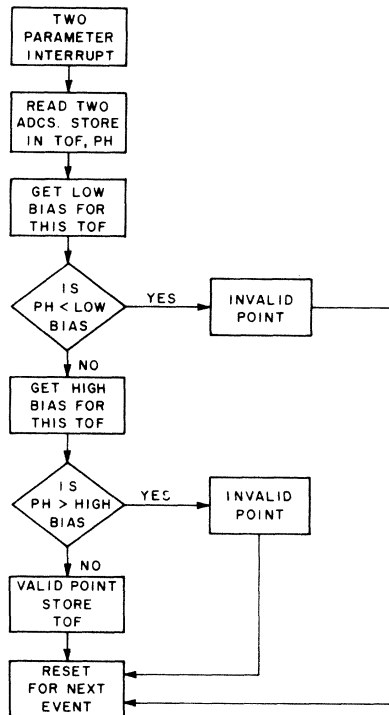 TWO
PARAMETER
INTERRUPT
READ TWO
ADCS. STORE
IN TOF, PH
GET LOW
BIAS FOR
THIS TOF
IS
PH < LOW
BIAS
YES
INVALID
POINT
NO
GET HIGH
BIAS FOR
THIS TOF
IS
PH > HIGH
BIAS
YES
INVALID
POINT
NO
VALID POINT
STORE
TOF
RESET
FOR NEXT
EVENT